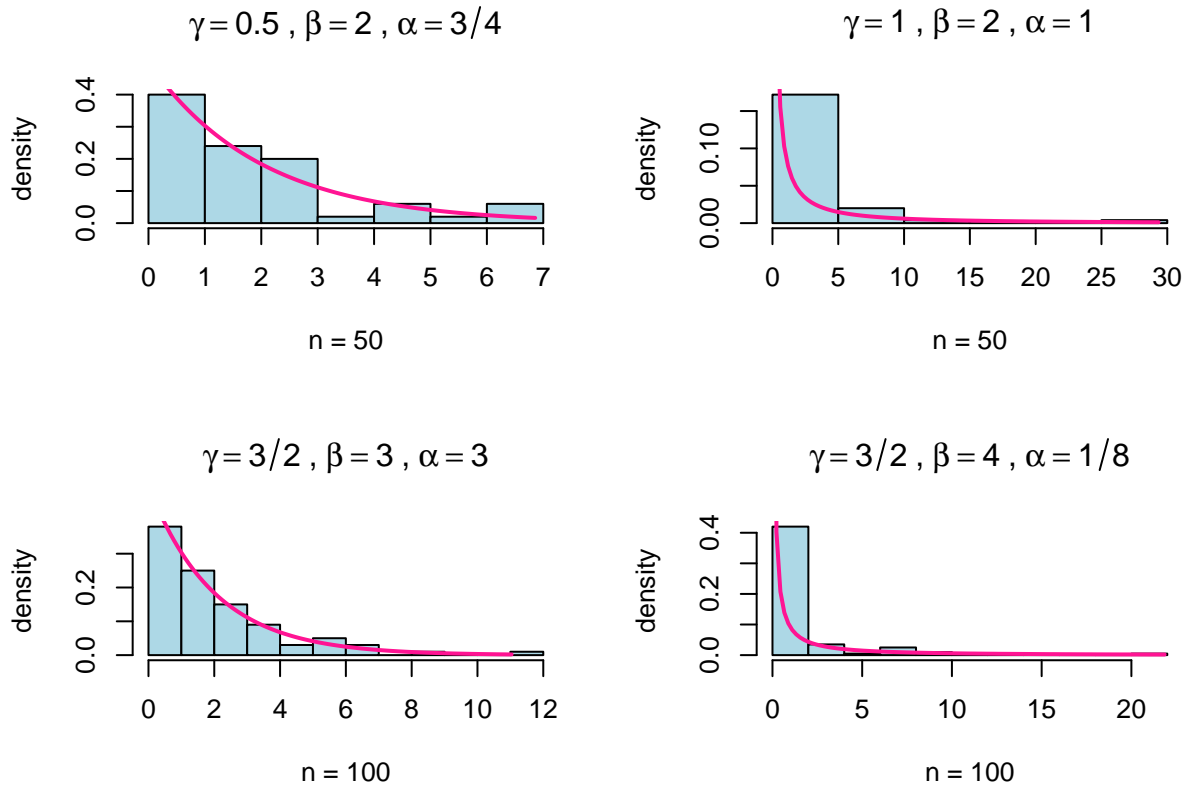 γ = 0.5 , β = 2 , α = 3/4
density
0.0 0.2 0.4
0 1 2 3 4 5 6 7
n = 50
γ = 1 , β = 2 , α = 1
density
0.00 0.10
0 5 10 15 20 25 30
n = 50
γ = 3/2 , β = 3 , α = 3
density
0.0 0.2
0 2 4 6 8 10 12
n = 100
γ = 3/2 , β = 4 , α = 1/8
density
0.0 0.2 0.4
0 5 10 15 20
n = 100